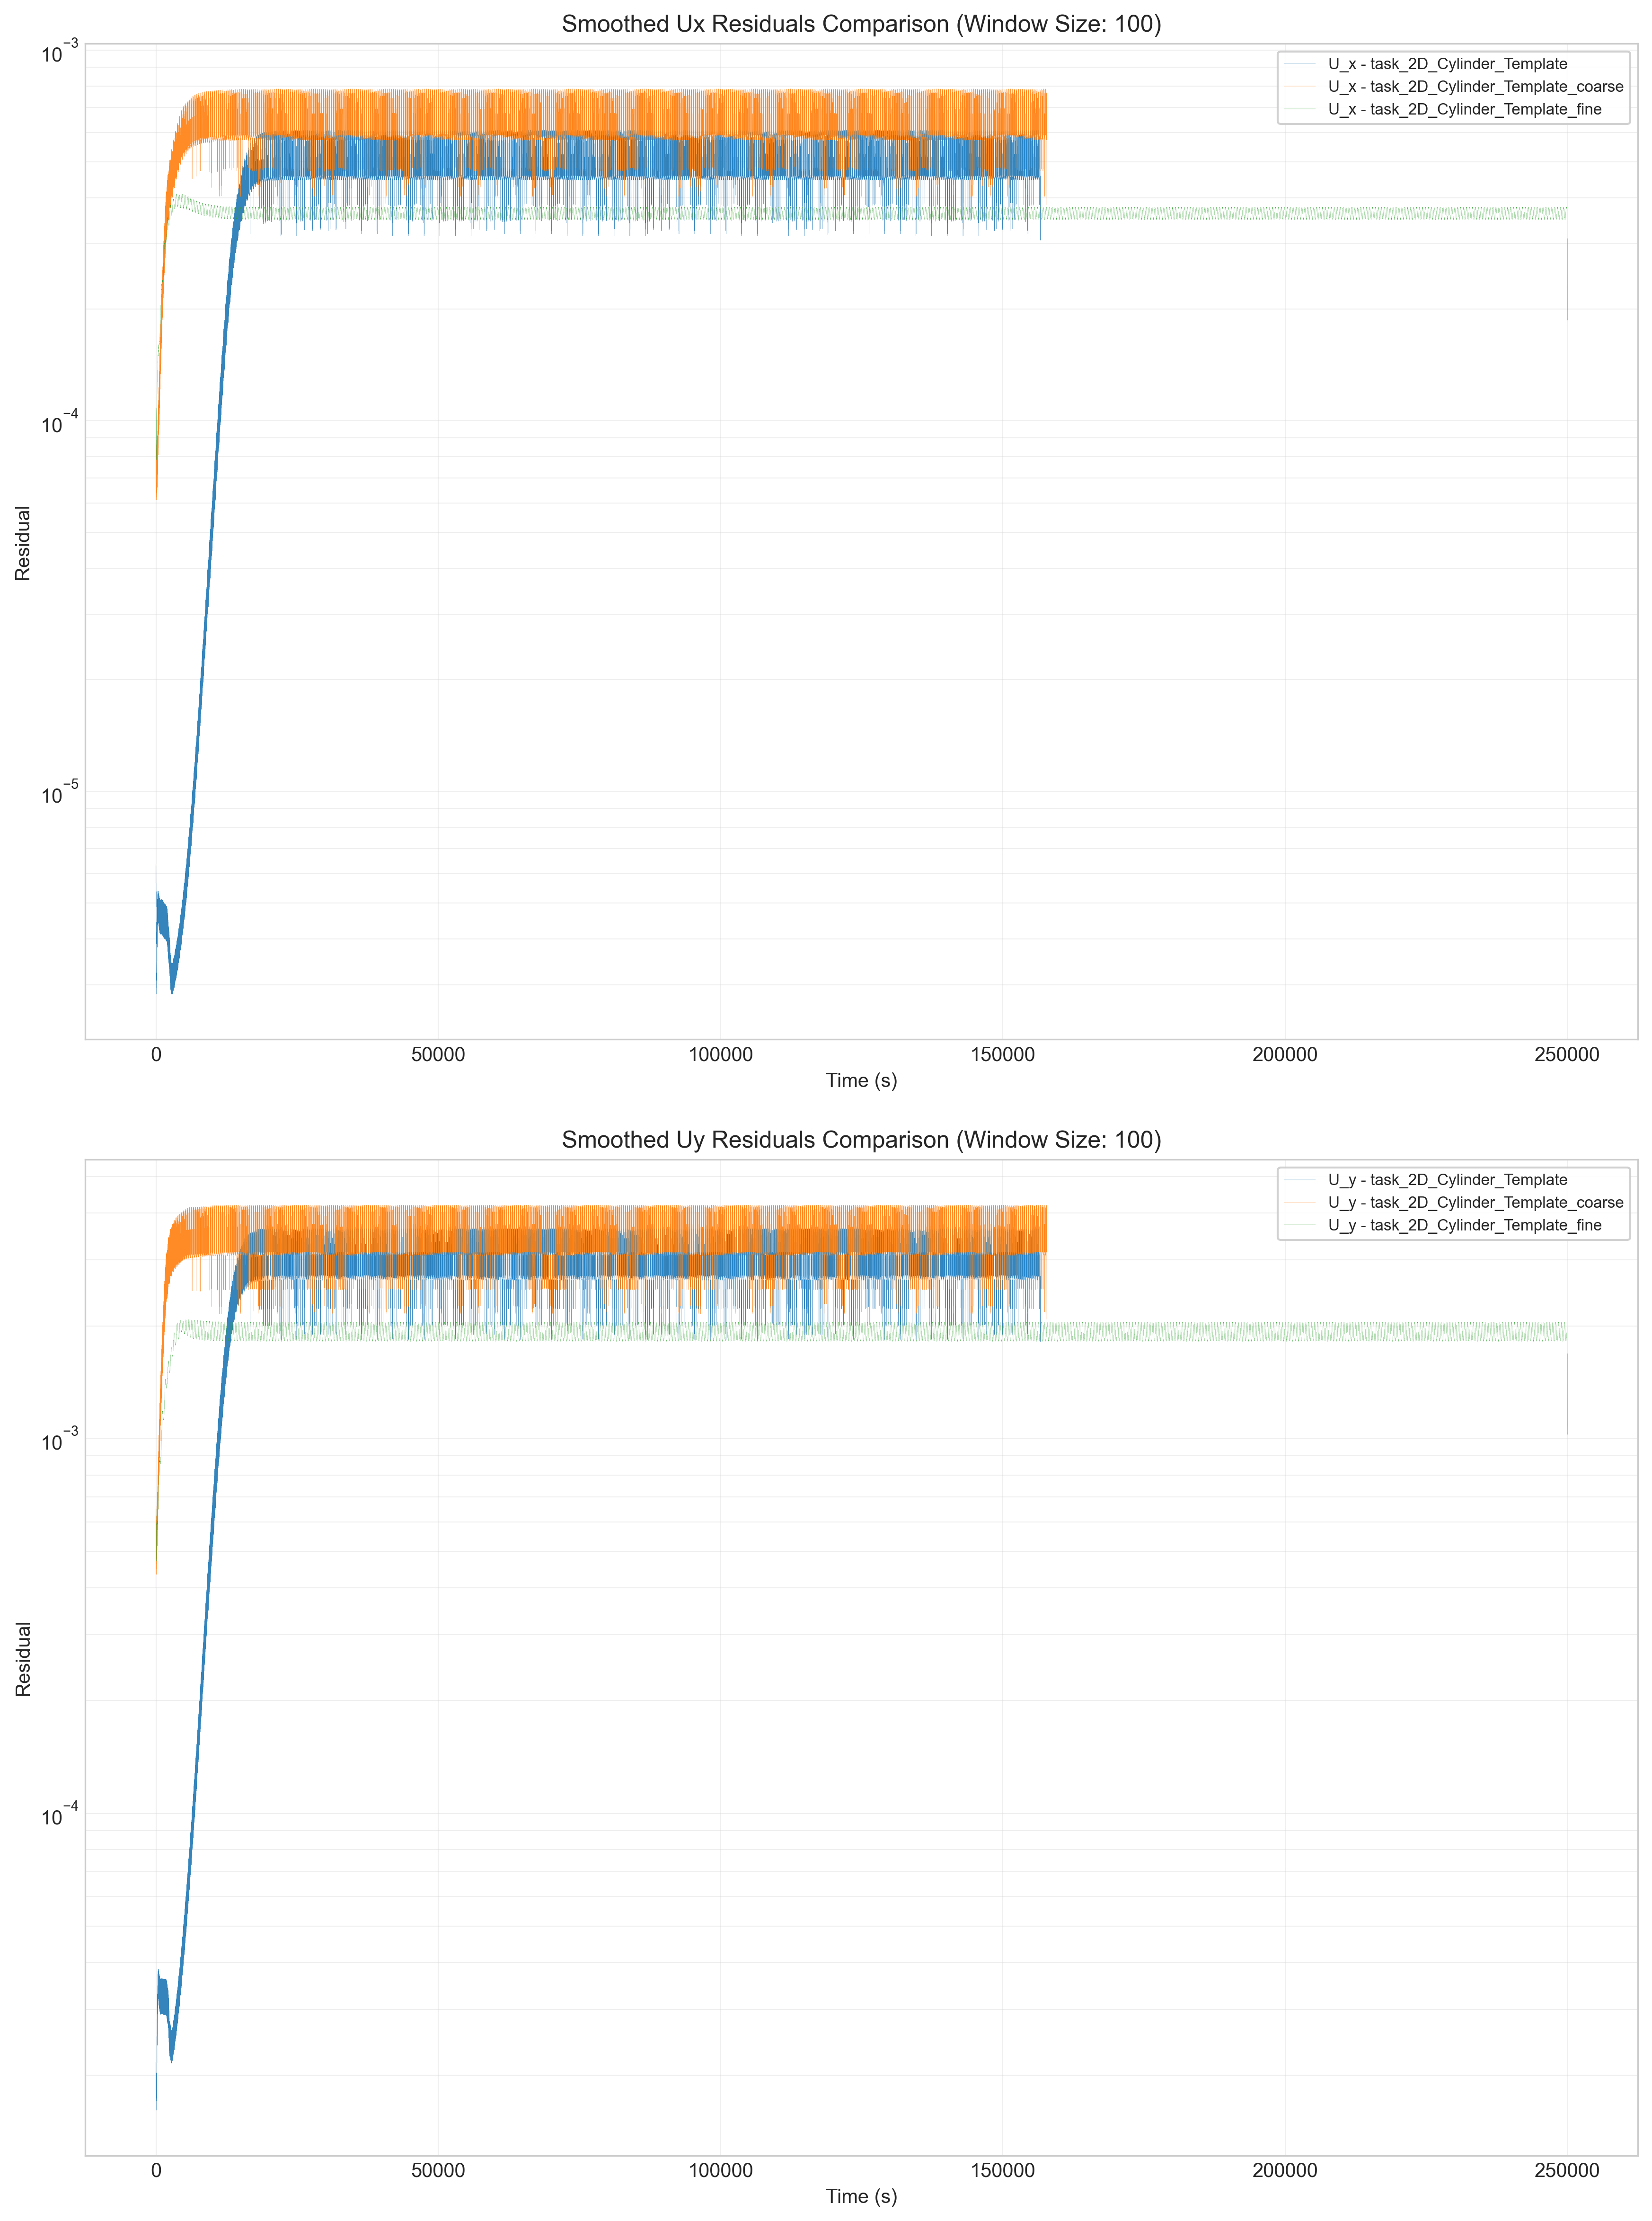 Smoothed Ux Residuals Comparison (Window Size: 100)
10⁻³
10⁻⁴
10⁻⁵
Residual
U_x - task_2D_Cylinder_Template
U_x - task_2D_Cylinder_Template_coarse
U_x - task_2D_Cylinder_Template_fine
0 50000 100000 150000 200000 250000
Time (s)
Smoothed Uy Residuals Comparison (Window Size: 100)
10⁻³
10⁻⁴
Residual
U_y - task_2D_Cylinder_Template
U_y - task_2D_Cylinder_Template_coarse
U_y - task_2D_Cylinder_Template_fine
0 50000 100000 150000 200000 250000
Time (s)